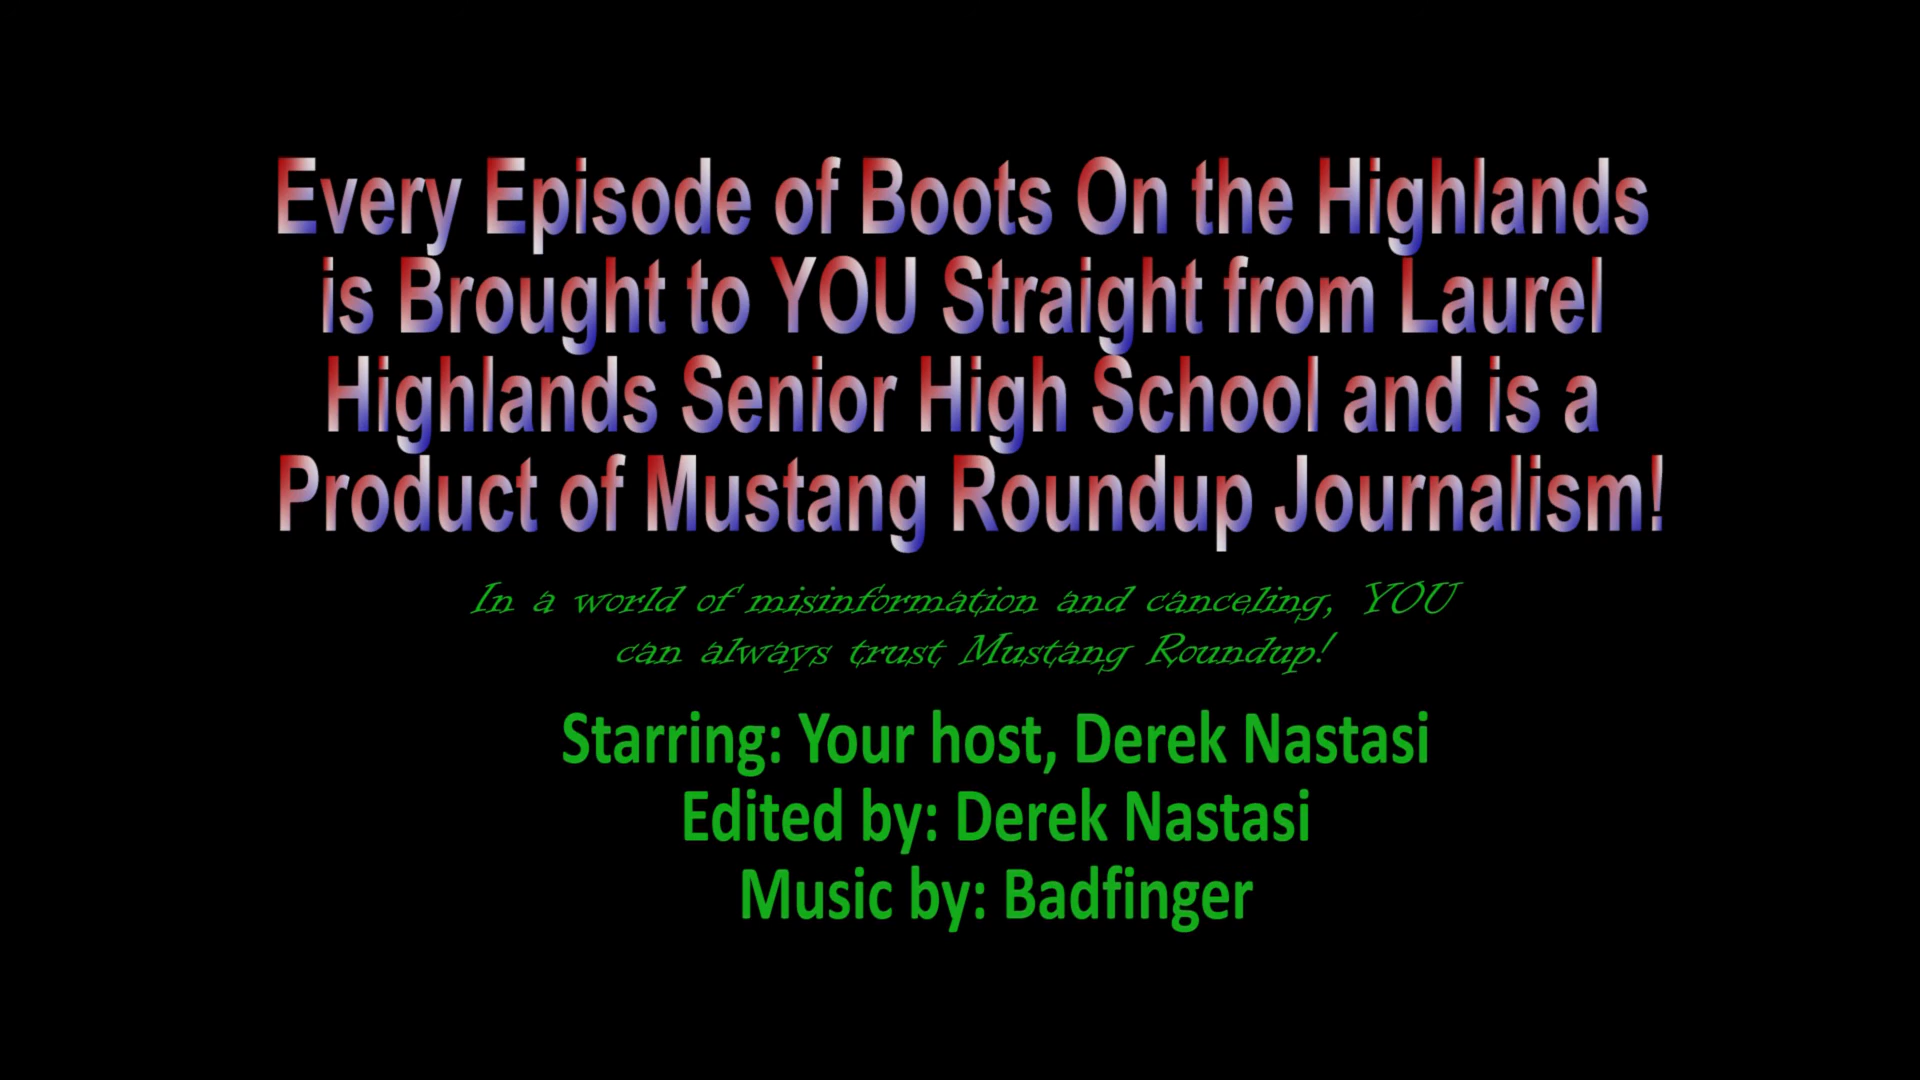 Every Episode of Boots On the Highlands
is Brought to YOU Straight from Laurel
Highlands Senior High School and is a
Product of Mustang Roundup Journalism!
In a world of misinformation and canceling, YOU
can always trust Mustang Roundup!
Starring: Your host, Derek Nastasi
Edited by: Derek Nastasi
Music by: Badfinger